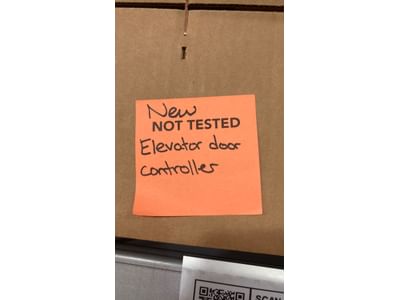 New
NOT TESTED
Elevator door
controller
SCAN